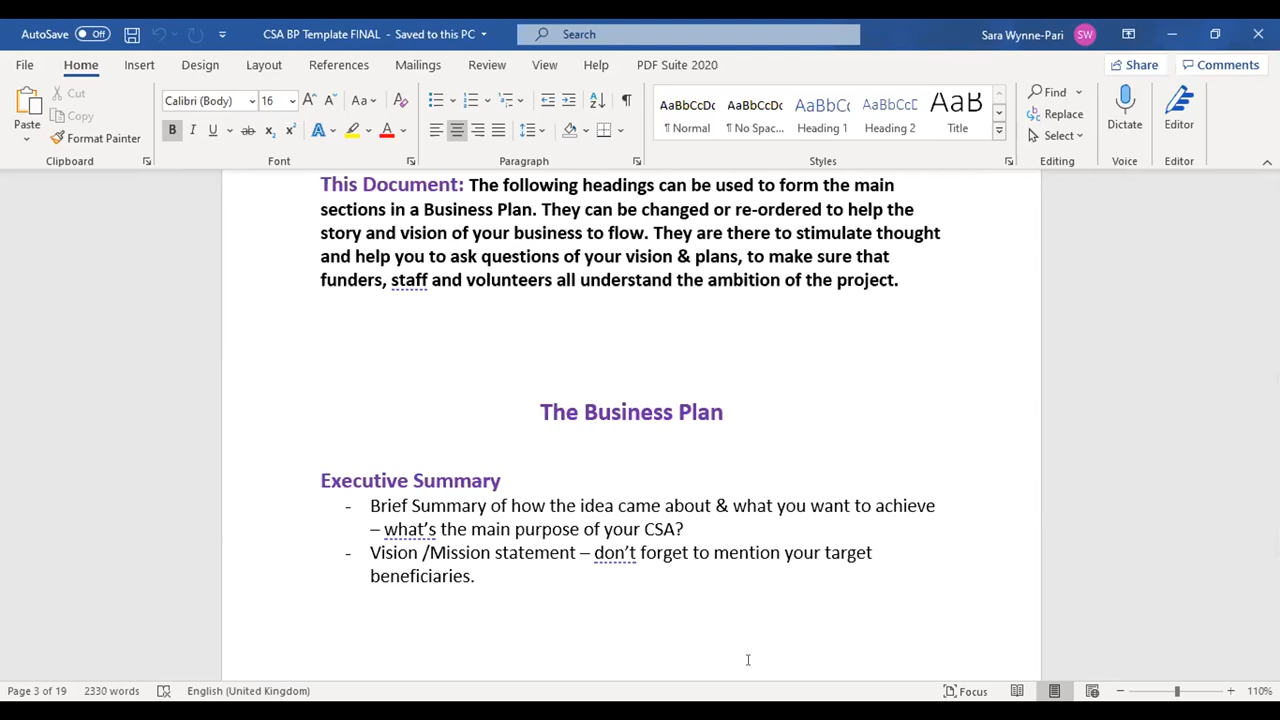 AutoSave Off CSA BP Template FINAL - Saved to this PC Search Sara Wynne-Pari SW
File Home Insert Design Layout References Mailings Review View Help PDF Suite 2020 Share Comments
Paste Cut Copy Format Painter
Calibri (Body) 16 Aa
B I U ab x₂ x² A A
AaBbCcDc AaBbCcDc AaBbCc AaBbCcD AaB
¶ Normal ¶ No Spac... Heading 1 Heading 2 Title
Find Replace Select Dictate Editor
Clipboard Font Paragraph Styles Editing Voice Editor
This Document: The following headings can be used to form the main
sections in a Business Plan. They can be changed or re-ordered to help the
story and vision of your business to flow. They are there to stimulate thought
and help you to ask questions of your vision & plans, to make sure that
funders, staff and volunteers all understand the ambition of the project.
The Business Plan
Executive Summary
- Brief Summary of how the idea came about & what you want to achieve
– what's the main purpose of your CSA?
- Vision /Mission statement – don't forget to mention your target
beneficiaries.
Page 3 of 19 2330 words English (United Kingdom) Focus 110%